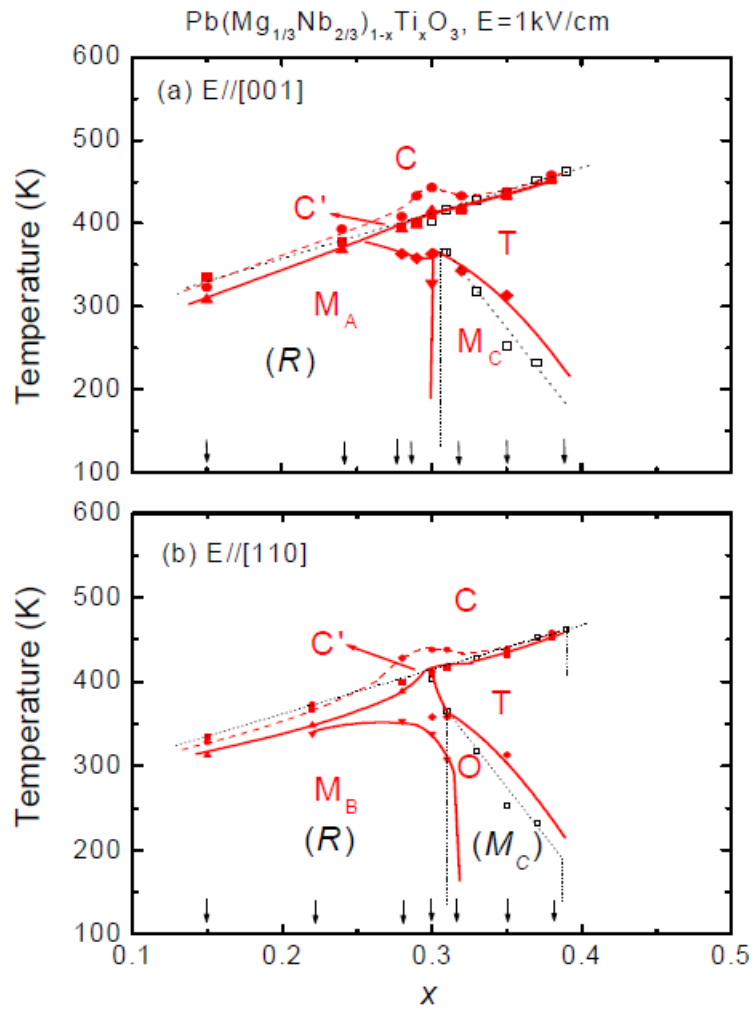 Pb(Mg1/3Nb2/3)1-xTixO3, E=1kV/cm
600
(a) E//[001]
500
C
C'
400
T
300
MA
MC
(R)
200
100
Temperature (K)
600
(b) E//[110]
500
C
C'
400
T
300
O
MB
(R)
(MC)
200
100
Temperature (K)
0.1 0.2 0.3 0.4 0.5
x